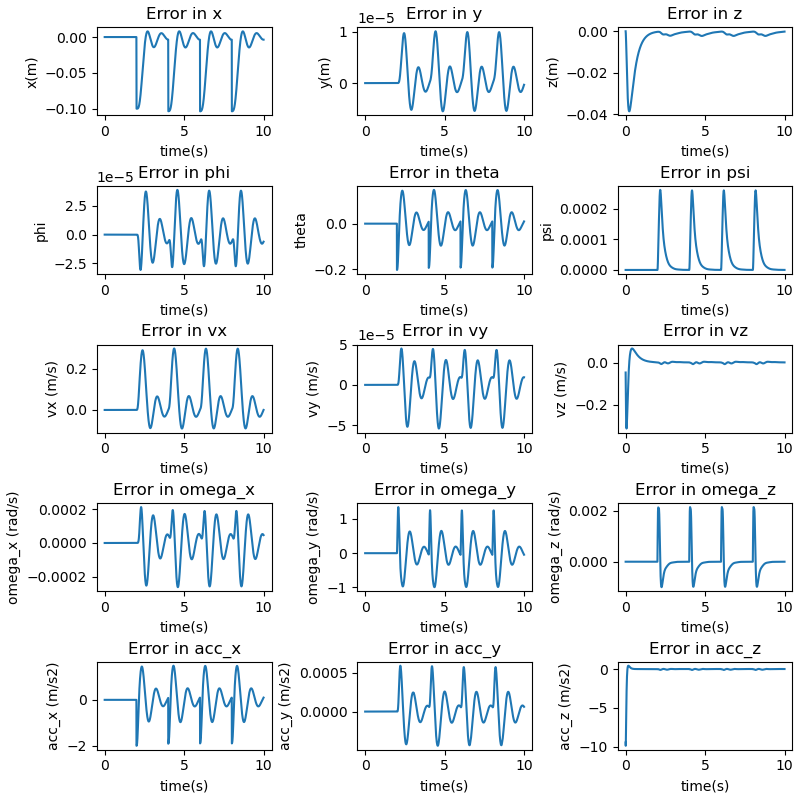 Error in x
0.00
−0.05
−0.10
x(m)
0 5 10
time(s)
Error in y
1e−5
1
0
y(m)
0 5 10
time(s)
Error in z
0.00
−0.02
−0.04
z(m)
0 5 10
time(s)
Error in phi
1e−5
2.5
0.0
−2.5
phi
0 5 10
time(s)
Error in theta
0.0
−0.2
theta
0 5 10
time(s)
Error in psi
0.0002
0.0001
0.0000
psi
0 5 10
time(s)
Error in vx
0.2
0.0
vx (m/s)
0 5 10
time(s)
Error in vy
1e−5
5
0
−5
vy (m/s)
0 5 10
time(s)
Error in vz
0.0
−0.2
vz (m/s)
0 5 10
time(s)
Error in omega_x
0.0002
0.0000
−0.0002
omega_x (rad/s)
0 5 10
time(s)
Error in omega_y
1
0
−1
omega_y (rad/s)
0 5 10
time(s)
Error in omega_z
0.002
0.000
omega_z (rad/s)
0 5 10
time(s)
Error in acc_x
0
−2
acc_x (m/s2)
0 5 10
time(s)
Error in acc_y
0.0005
0.0000
acc_y (m/s2)
0 5 10
time(s)
Error in acc_z
0
−5
−10
acc_z (m/s2)
0 5 10
time(s)